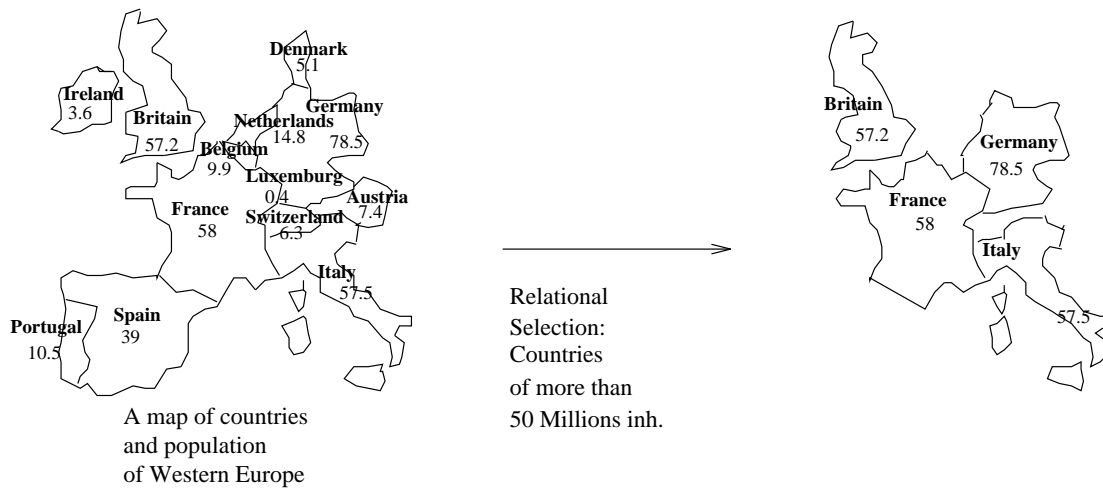 Denmark
5.1
Ireland
3.6
Britain
57.2
Germany
78.5
Netherlands
14.8
Belgium
9.9
Luxemburg
0.4
Austria
7.4
France
58
Switzerland
6.3
Italy
57.5
Spain
39
Portugal
10.5
A map of countries
and population
of Western Europe
Relational
Selection:
Countries
of more than
50 Millions inh.
Britain
57.2
Germany
78.5
France
58
Italy
57.5